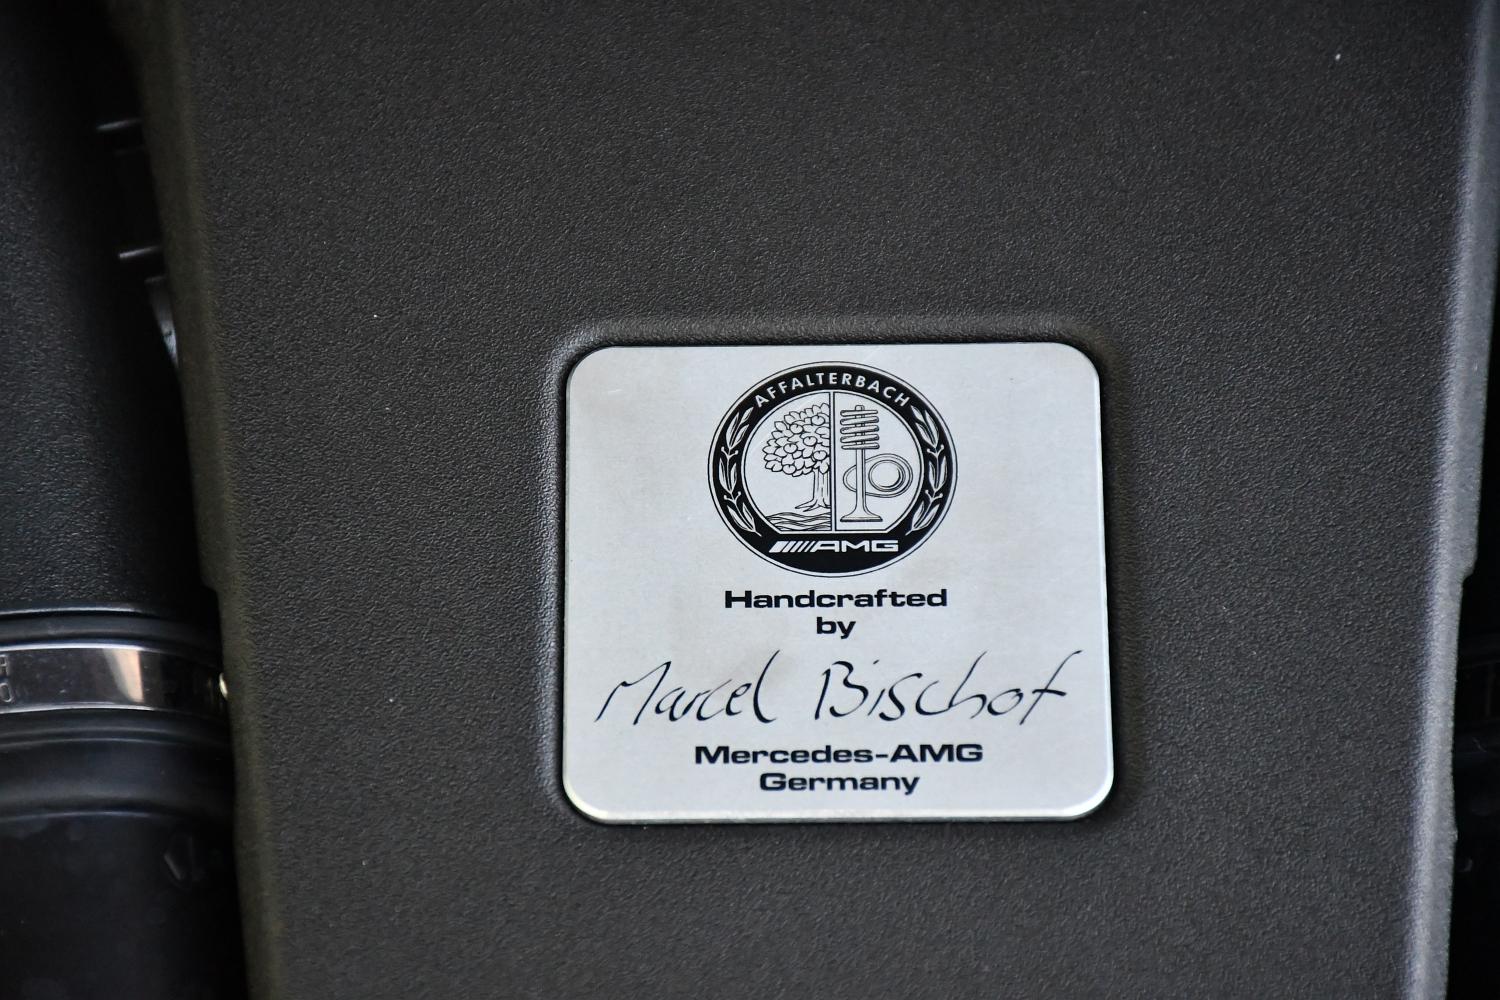 AFFALTERBACH
AMG
Handcrafted
by
Marcel Bischof
Mercedes-AMG
Germany